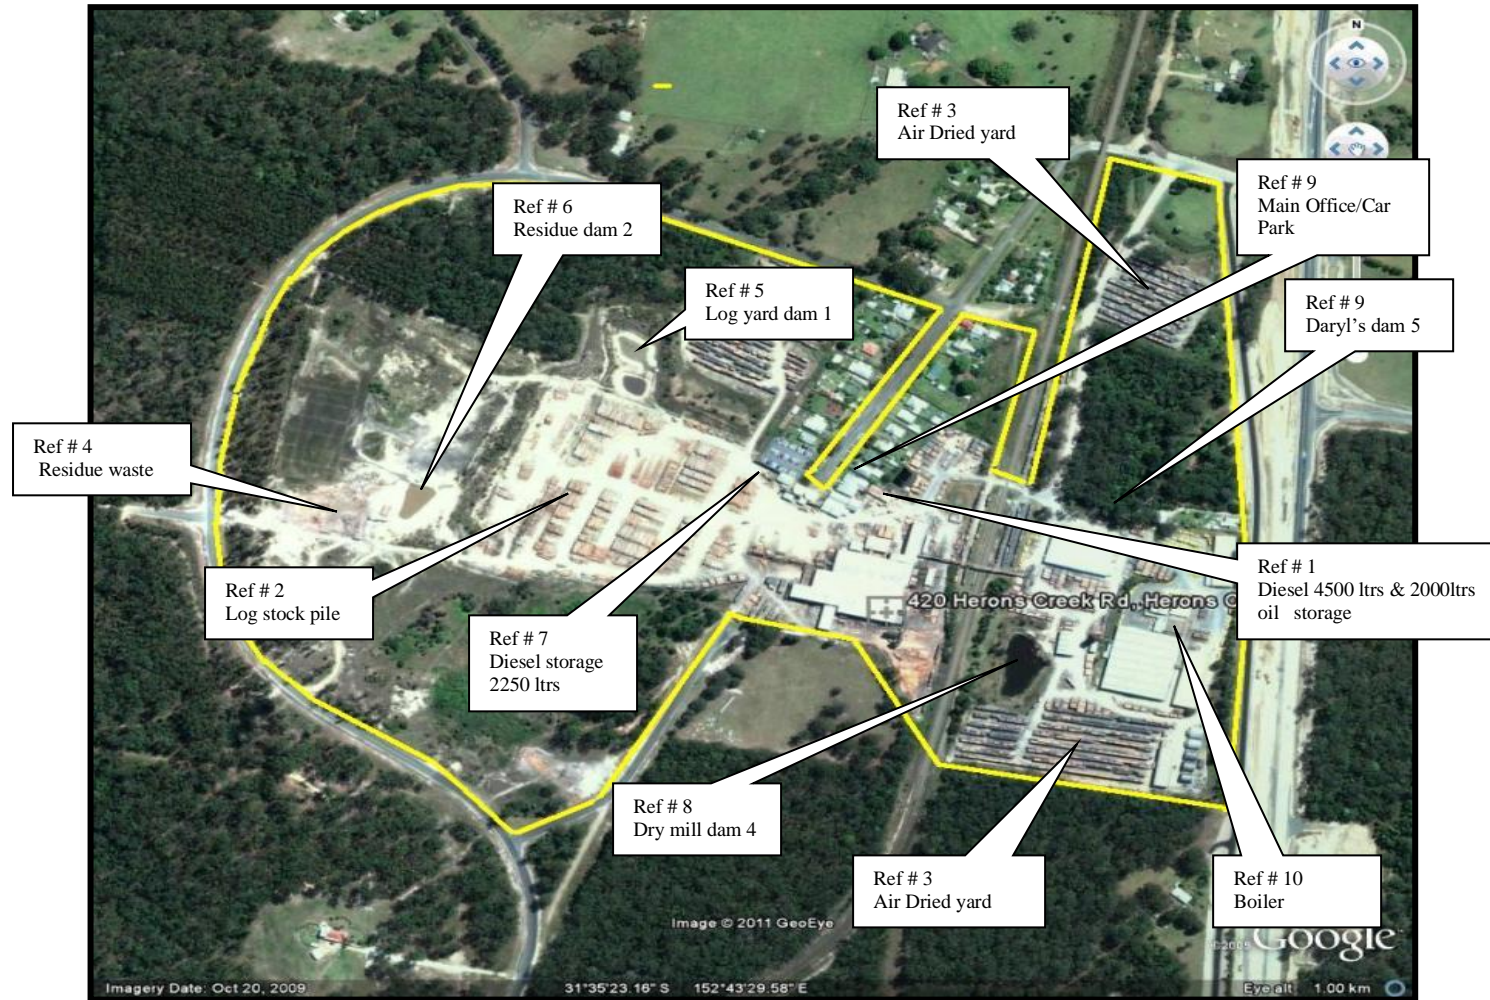 N
Ref # 3
Air Dried yard
Ref # 9
Main Office/Car
Park
Ref # 6
Residue dam 2
Ref # 5
Log yard dam 1
Ref # 9
Daryl's dam 5
Ref # 4
Residue waste
Ref # 2
Log stock pile
Ref # 7
Diesel storage
2250 ltrs
420 Herons Creek Rd, Herons C
Ref # 1
Diesel 4500 ltrs & 2000ltrs
oil storage
Ref # 8
Dry mill dam 4
Ref # 3
Air Dried yard
Ref # 10
Boiler
Image © 2011 GeoEye
©2009 Google
Imagery Date: Oct 20, 2009
31°35'23.16" S 152°43'29.58" E
Eye alt 1.00 km